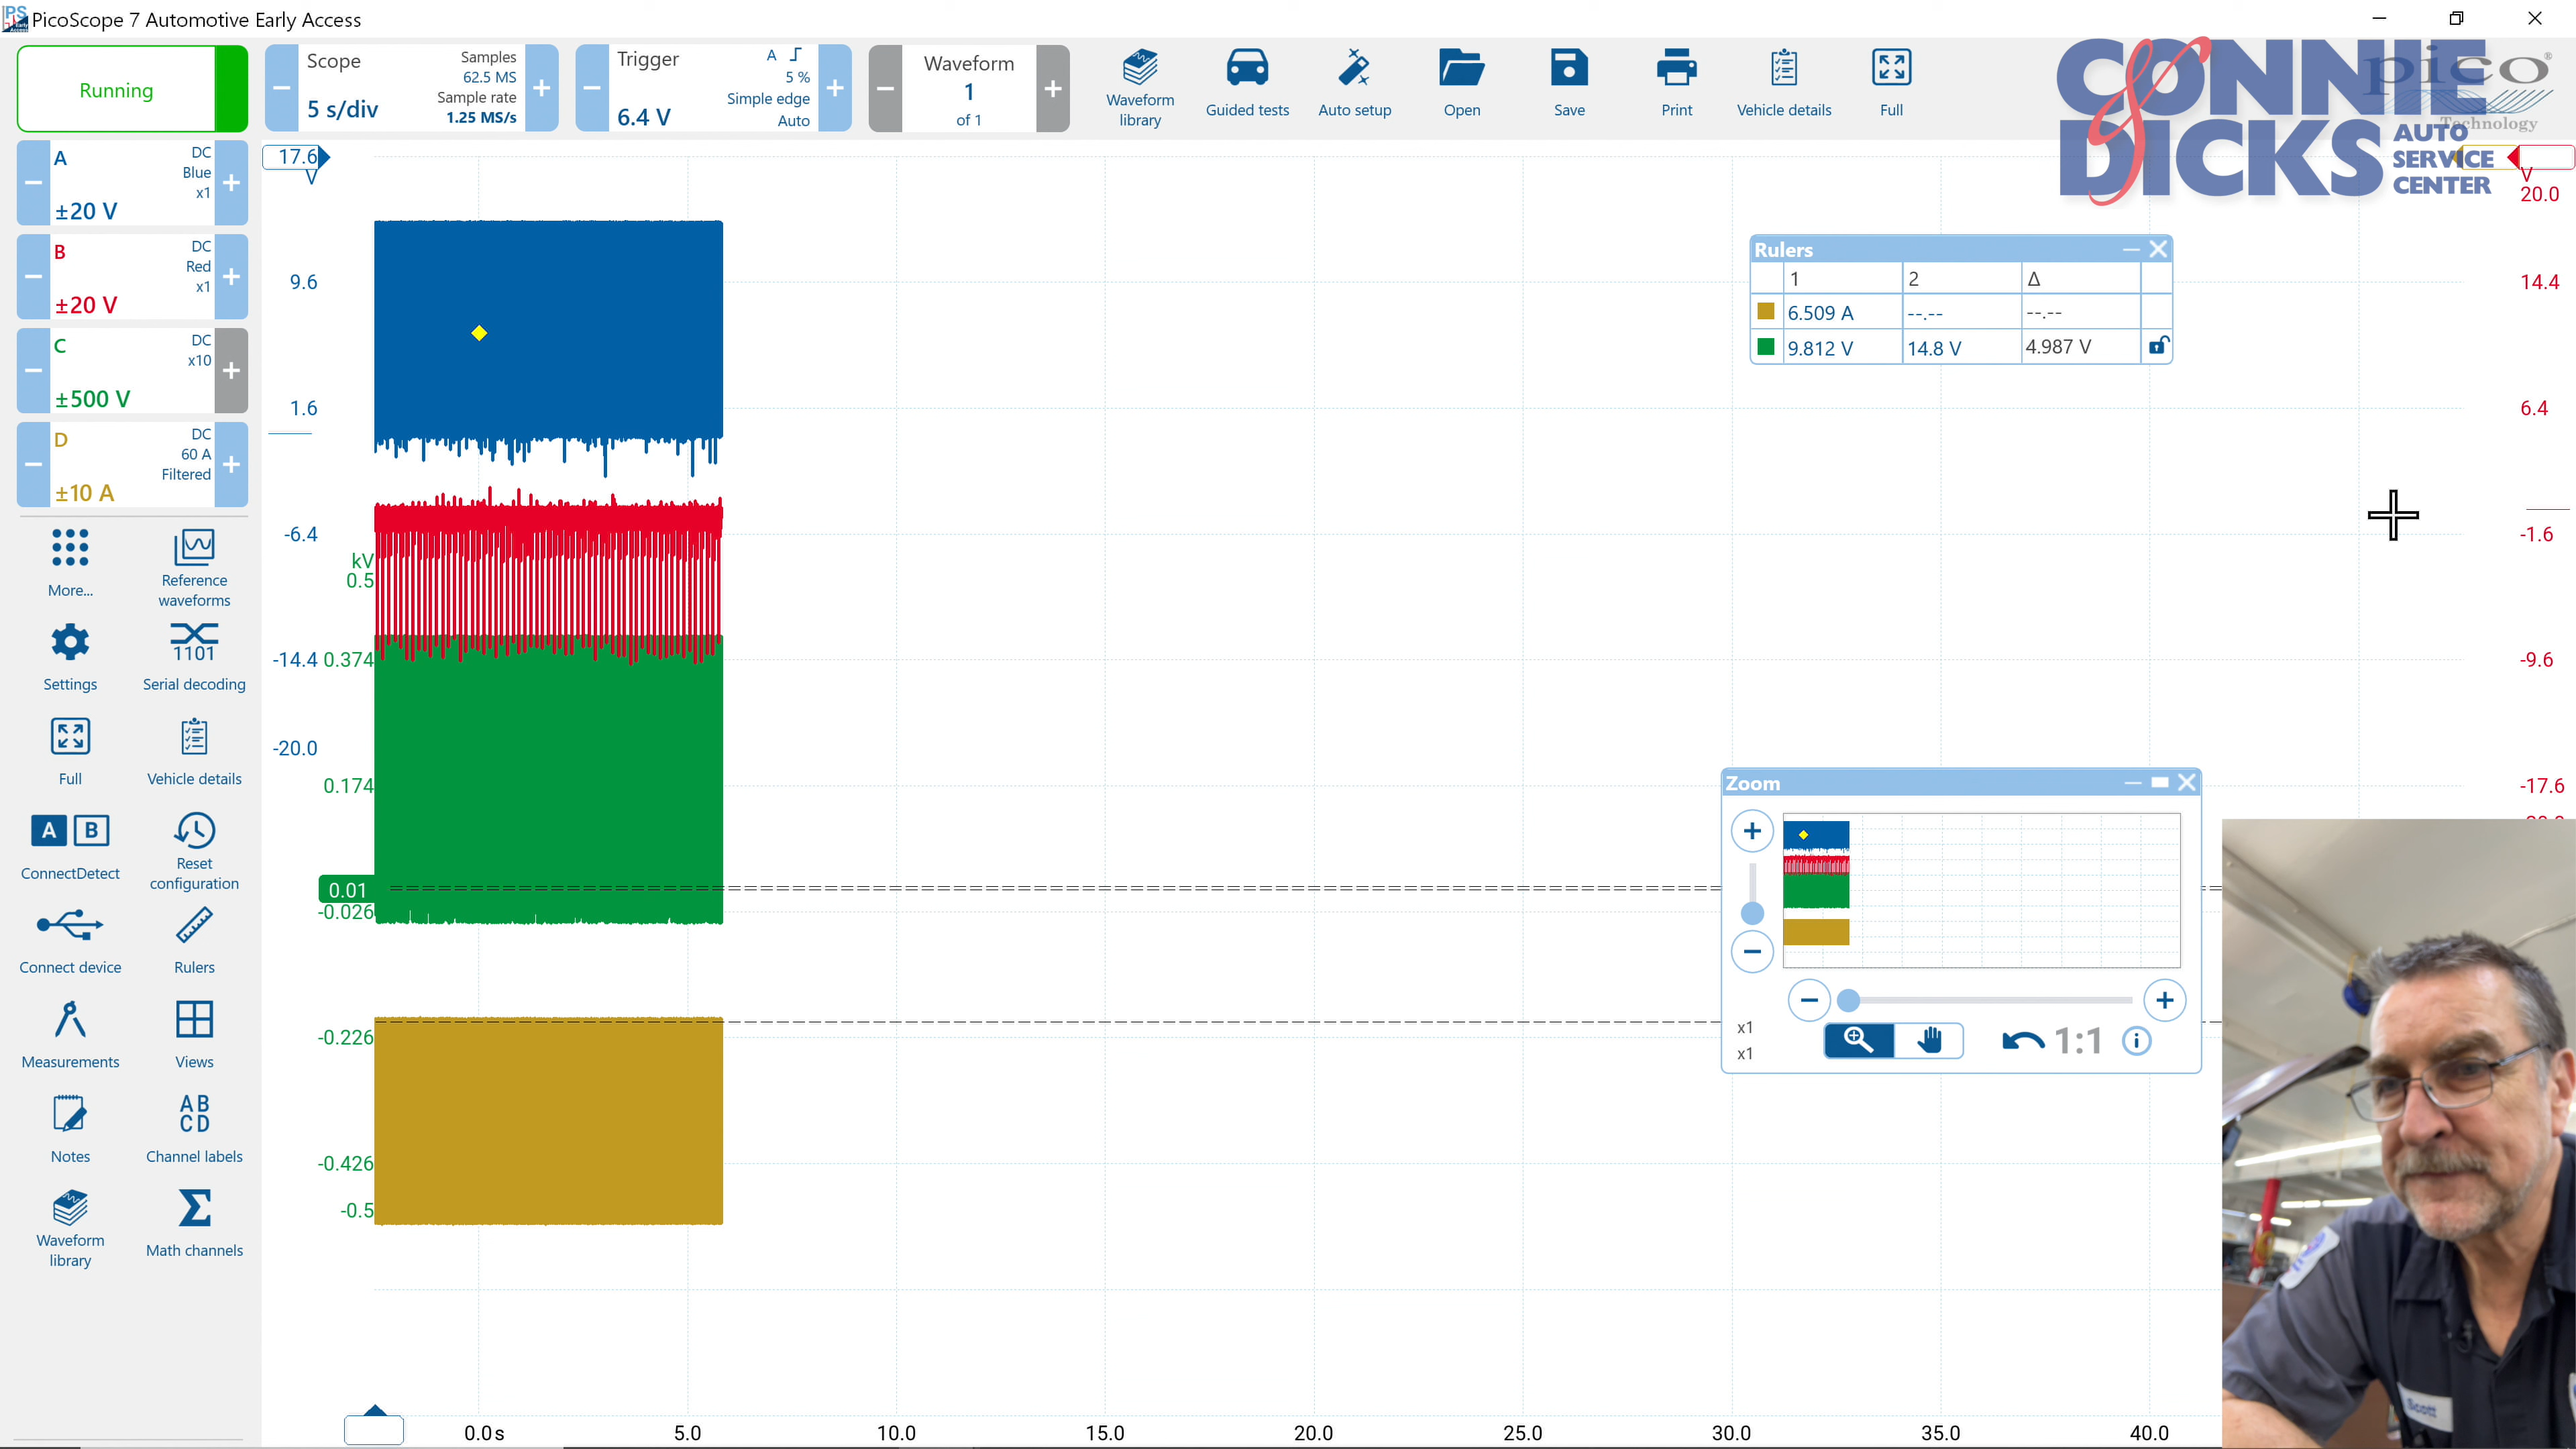 PicoScope 7 Automotive Early Access
Running
Scope
5 s/div
Samples
62.5 MS
Sample rate
1.25 MS/s
Trigger
6.4 V
A
5 %
Simple edge
Auto
Waveform
1
of 1
Waveform
library
Guided tests
Auto setup
Open
Save
Print
Vehicle details
Full
CONNIE
&
DICKS
AUTO
SERVICE
CENTER
pico
Technology
A
DC
Blue
x1
±20 V
B
DC
Red
x1
±20 V
C
DC
x10
±500 V
D
DC
60 A
Filtered
±10 A
More...
Reference
waveforms
Settings
1101
Serial decoding
Full
Vehicle details
A B
ConnectDetect
Reset
configuration
Connect device
Rulers
Measurements
Views
Notes
AB
CD
Channel labels
Waveform
library
Math channels
17.6
V
9.6
1.6
-6.4
-14.4
-20.0
kV
0.5
0.374
0.174
0.01
-0.026
-0.226
-0.426
-0.5
0.0s
5.0
10.0
15.0
20.0
25.0
30.0
35.0
40.0
V
20.0
14.4
6.4
-1.6
-9.6
-17.6
Rulers
1 2 Δ
6.509 A --.-- --.--
9.812 V 14.8 V 4.987 V
Zoom
x1
x1
1:1
Scott